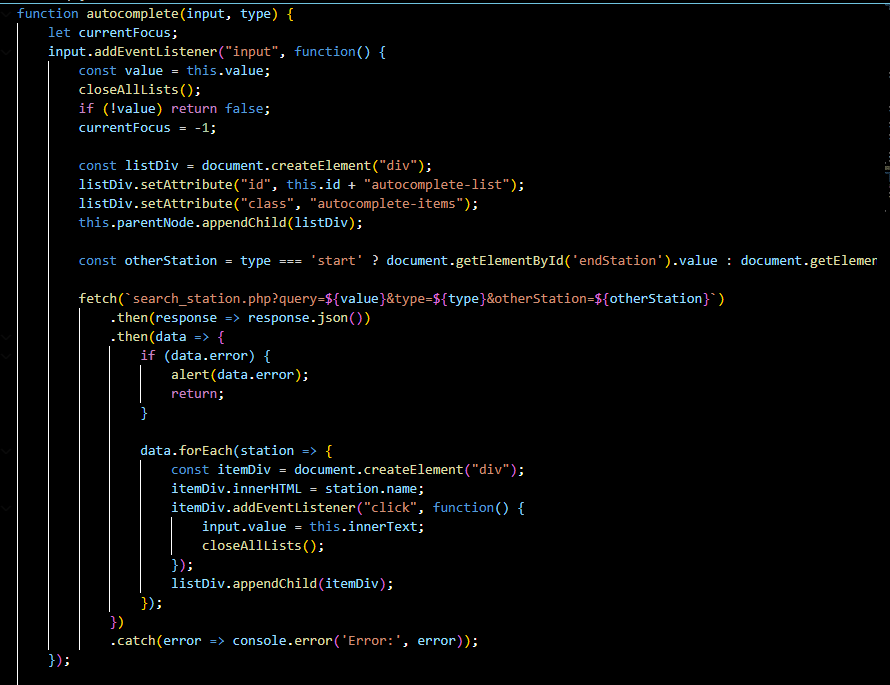 function autocomplete(input, type) {
let currentFocus;
input.addEventListener("input", function() {
const value = this.value;
closeAllLists();
if (!value) return false;
currentFocus = -1;
const listDiv = document.createElement("div");
listDiv.setAttribute("id", this.id + "autocomplete-list");
listDiv.setAttribute("class", "autocomplete-items");
this.parentNode.appendChild(listDiv);
const otherStation = type === 'start' ? document.getElementById('endStation').value : document.getElemen
fetch(`search_station.php?query=${value}&type=${type}&otherStation=${otherStation}`)
.then(response => response.json())
.then(data => {
if (data.error) {
alert(data.error);
return;
}
data.forEach(station => {
const itemDiv = document.createElement("div");
itemDiv.innerHTML = station.name;
itemDiv.addEventListener("click", function() {
input.value = this.innerText;
closeAllLists();
});
listDiv.appendChild(itemDiv);
});
})
.catch(error => console.error('Error:', error));
});